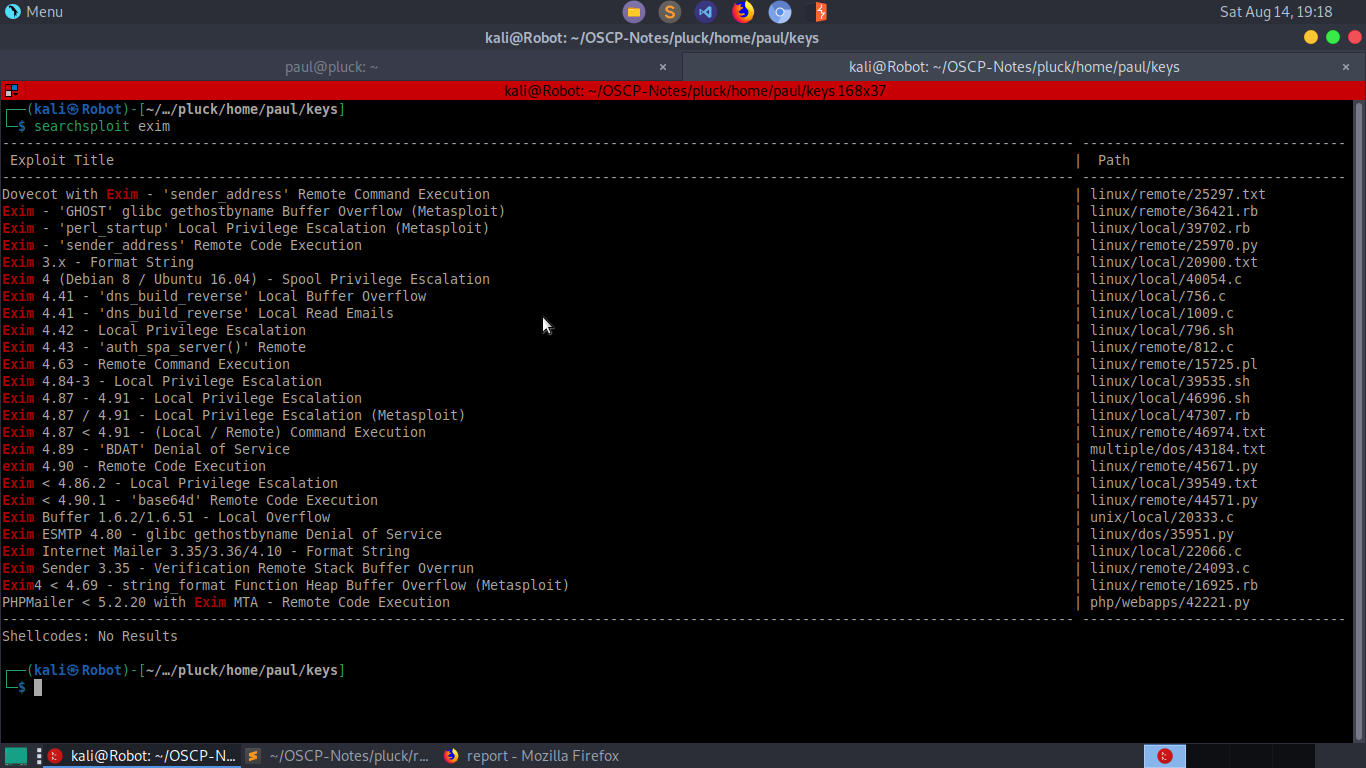 Menu
Sat Aug 14, 19:18
kali@Robot: ~/OSCP-Notes/pluck/home/paul/keys
paul@pluck: ~ ×
kali@Robot: ~/OSCP-Notes/pluck/home/paul/keys ×
kali@Robot: ~/OSCP-Notes/pluck/home/paul/keys 168x37
┌──(kali㉿Robot)-[~/…/pluck/home/paul/keys]
└─$ searchsploit exim
Exploit Title | Path
Dovecot with Exim - 'sender_address' Remote Command Execution | linux/remote/25297.txt
Exim - 'GHOST' glibc gethostbyname Buffer Overflow (Metasploit) | linux/remote/36421.rb
Exim - 'perl_startup' Local Privilege Escalation (Metasploit) | linux/local/39702.rb
Exim - 'sender_address' Remote Code Execution | linux/remote/25970.py
Exim 3.x - Format String | linux/local/20900.txt
Exim 4 (Debian 8 / Ubuntu 16.04) - Spool Privilege Escalation | linux/local/40054.c
Exim 4.41 - 'dns_build_reverse' Local Buffer Overflow | linux/local/756.c
Exim 4.41 - 'dns_build_reverse' Local Read Emails | linux/local/1009.c
Exim 4.42 - Local Privilege Escalation | linux/local/796.sh
Exim 4.43 - 'auth_spa_server()' Remote | linux/remote/812.c
Exim 4.63 - Remote Command Execution | linux/remote/15725.pl
Exim 4.84-3 - Local Privilege Escalation | linux/local/39535.sh
Exim 4.87 - 4.91 - Local Privilege Escalation | linux/local/46996.sh
Exim 4.87 / 4.91 - Local Privilege Escalation (Metasploit) | linux/local/47307.rb
Exim 4.87 < 4.91 - (Local / Remote) Command Execution | linux/remote/46974.txt
Exim 4.89 - 'BDAT' Denial of Service | multiple/dos/43184.txt
exim 4.90 - Remote Code Execution | linux/remote/45671.py
Exim < 4.86.2 - Local Privilege Escalation | linux/local/39549.txt
Exim < 4.90.1 - 'base64d' Remote Code Execution | linux/remote/44571.py
Exim Buffer 1.6.2/1.6.51 - Local Overflow | unix/local/20333.c
Exim ESMTP 4.80 - glibc gethostbyname Denial of Service | linux/dos/35951.py
Exim Internet Mailer 3.35/3.36/4.10 - Format String | linux/local/22066.c
Exim Sender 3.35 - Verification Remote Stack Buffer Overrun | linux/remote/24093.c
Exim4 < 4.69 - string_format Function Heap Buffer Overflow (Metasploit) | linux/remote/16925.rb
PHPMailer < 5.2.20 with Exim MTA - Remote Code Execution | php/webapps/42221.py
Shellcodes: No Results
┌──(kali㉿Robot)-[~/…/pluck/home/paul/keys]
└─$
kali@Robot: ~/OSCP-N...
~/OSCP-Notes/pluck/r...
report - Mozilla Firefox